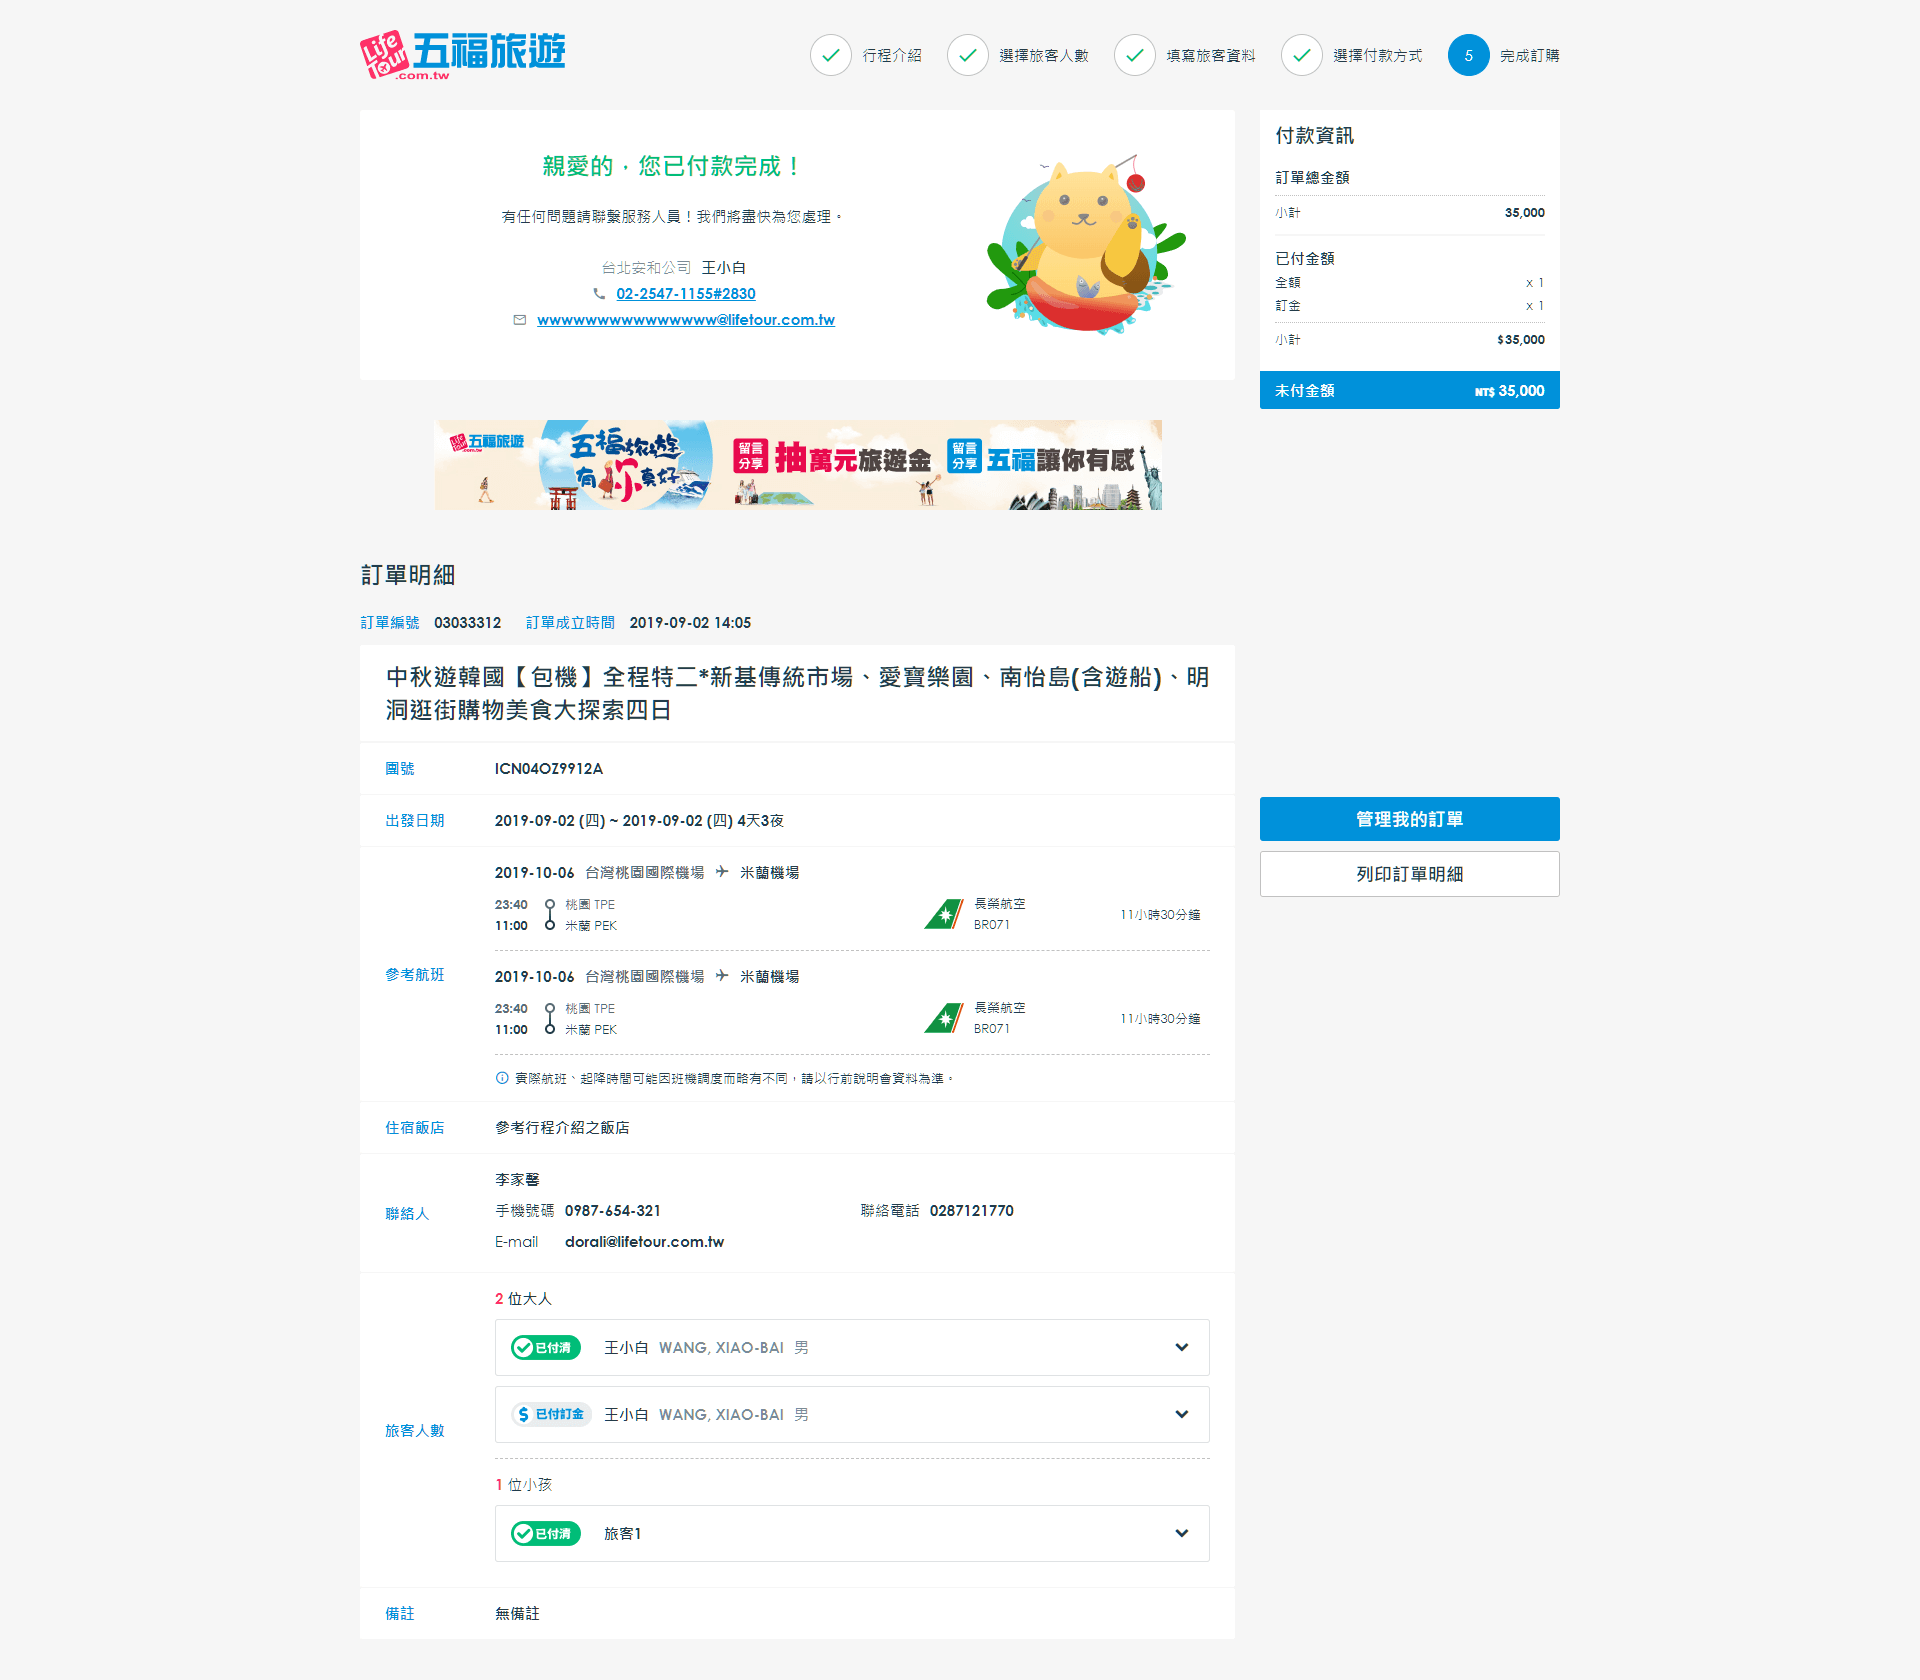 Life Tour 五福旅遊 .com.tw
行程介紹 選擇旅客人數 填寫旅客資料 選擇付款方式 5 完成訂購
親愛的，您已付款完成！
有任何問題請聯繫服務人員！我們將盡快為您處理。
台北安和公司 王小白
02-2547-1155#2830
wwwwwwwwwwwwwww@lifetour.com.tw
付款資訊
訂單總金額
小計 35,000
已付金額
全額 x 1
訂金 x 1
小計 $35,000
未付金額 NT$ 35,000
Life Tour 五福旅遊 .com.tw
五福旅遊
有你真好
留言分享 抽萬元旅遊金 留言分享 五福讓你有感
訂單明細
訂單編號 03033312 訂單成立時間 2019-09-02 14:05
中秋遊韓國【包機】全程特二*新基傳統市場、愛寶樂園、南怡島(含遊船)、明
洞逛街購物美食大探索四日
團號 ICN04OZ9912A
出發日期 2019-09-02 (四) ~ 2019-09-02 (四) 4天3夜
管理我的訂單
列印訂單明細
參考航班
2019-10-06 台灣桃園國際機場 米蘭機場
23:40 桃園 TPE
11:00 米蘭 PEK
長榮航空
BR071
11小時30分鐘
2019-10-06 台灣桃園國際機場 米蘭機場
23:40 桃園 TPE
11:00 米蘭 PEK
長榮航空
BR071
11小時30分鐘
實際航班、起降時間可能因班機調度而略有不同，請以行前說明會資料為準。
住宿飯店 參考行程介紹之飯店
聯絡人
李家馨
手機號碼 0987-654-321 聯絡電話 0287121770
E-mail dorali@lifetour.com.tw
旅客人數
2 位大人
已付清 王小白 WANG, XIAO-BAI 男
已付訂金 王小白 WANG, XIAO-BAI 男
1 位小孩
已付清 旅客1
備註 無備註